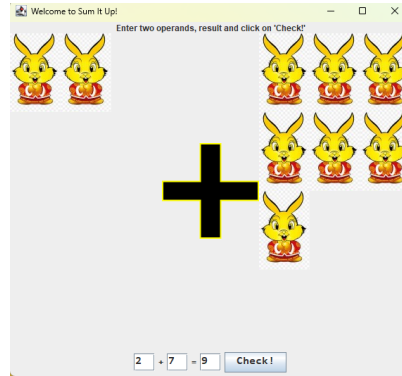 Welcome to Sum It Up!
Enter two operands, result and click on 'Check!'
2 + 7 = 9 Check!